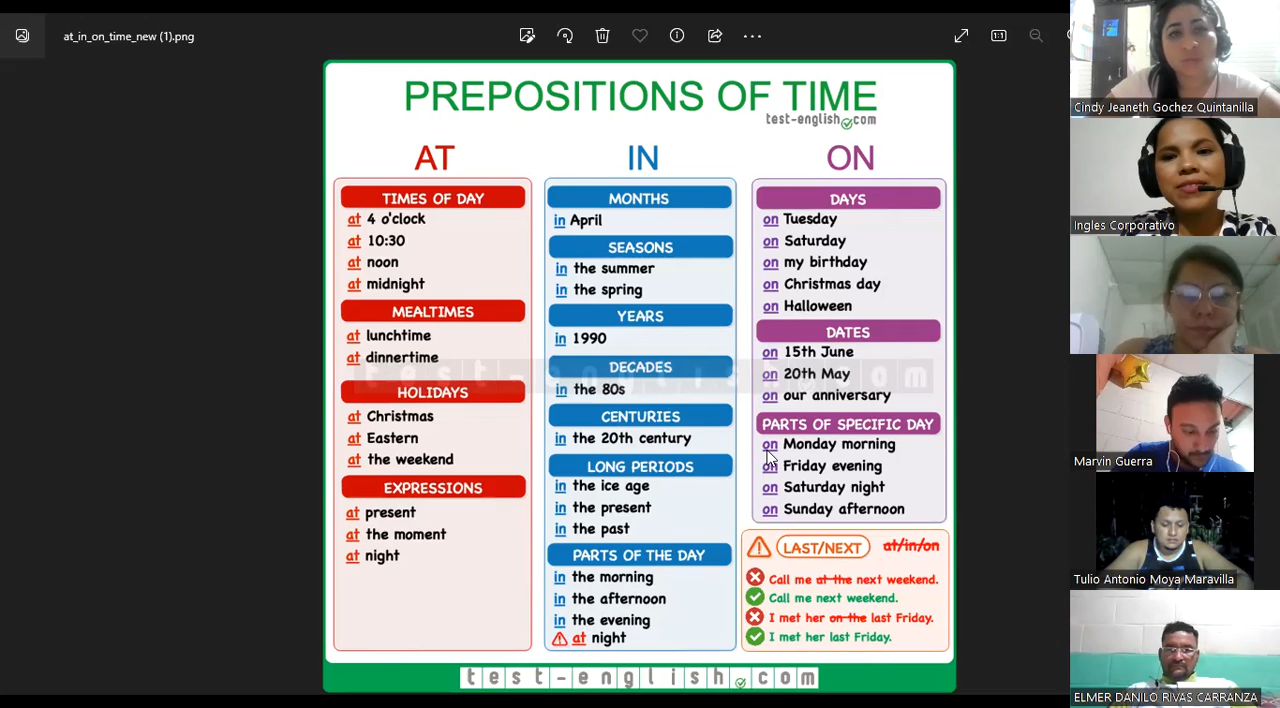 at_in_on_time_new (1).png
1:1
PREPOSITIONS OF TIME
test-english.com
AT
TIMES OF DAY
at 4 o'clock
at 10:30
at noon
at midnight
MEALTIMES
at lunchtime
at dinnertime
HOLIDAYS
at Christmas
at Eastern
at the weekend
EXPRESSIONS
at present
at the moment
at night
IN
MONTHS
in April
SEASONS
in the summer
in the spring
YEARS
in 1990
DECADES
in the 80s
CENTURIES
in the 20th century
LONG PERIODS
in the ice age
in the present
in the past
PARTS OF THE DAY
in the morning
in the afternoon
in the evening
at night
ON
DAYS
on Tuesday
on Saturday
on my birthday
on Christmas day
on Halloween
DATES
on 15th June
on 20th May
on our anniversary
PARTS OF SPECIFIC DAY
on Monday morning
on Friday evening
on Saturday night
on Sunday afternoon
LAST/NEXT at/in/on
Call me at the next weekend.
Call me next weekend.
I met her on the last Friday.
I met her last Friday.
test-english.com
test-english.com
Cindy Jeaneth Gochez Quintanilla
Ingles Corporativo
Marvin Guerra
Tulio Antonio Moya Maravilla
ELMER DANILO RIVAS CARRANZA